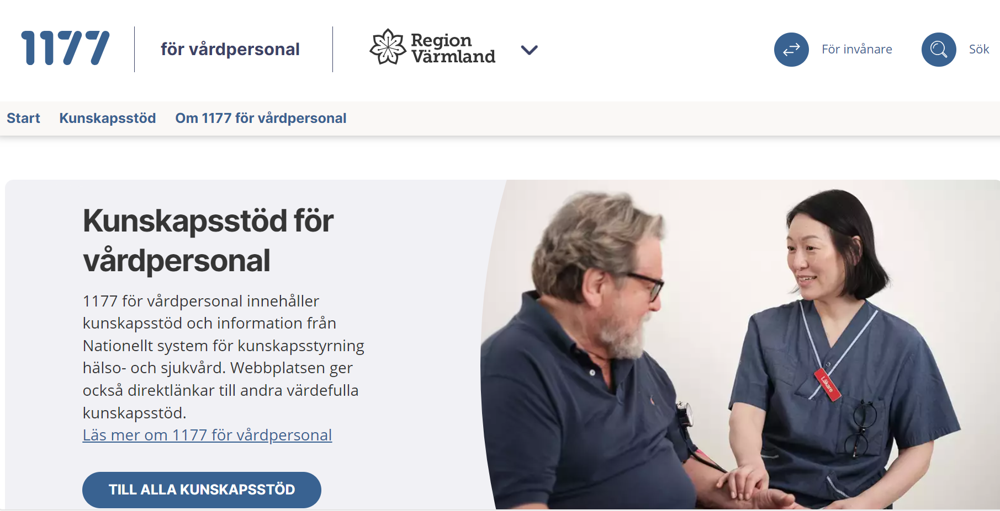 1177
för vårdpersonal
Region
Värmland
För invånare
Sök
Start
Kunskapsstöd
Om 1177 för vårdpersonal
Kunskapsstöd för
vårdpersonal
1177 för vårdpersonal innehåller
kunskapsstöd och information från
Nationellt system för kunskapsstyrning
hälso- och sjukvård. Webbplatsen ger
också direktlänkar till andra värdefulla
kunskapsstöd.
Läs mer om 1177 för vårdpersonal
TILL ALLA KUNSKAPSSTÖD
Läkare